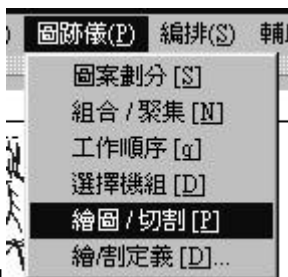 ) 圖跡儀(P) 編排(S) 輔
圖案劃分 [S]
組合 / 聚集 [N]
工作順序 [q]
選擇機組 [D]
繪圖 / 切割 [P]
繪/割定義 [D]...